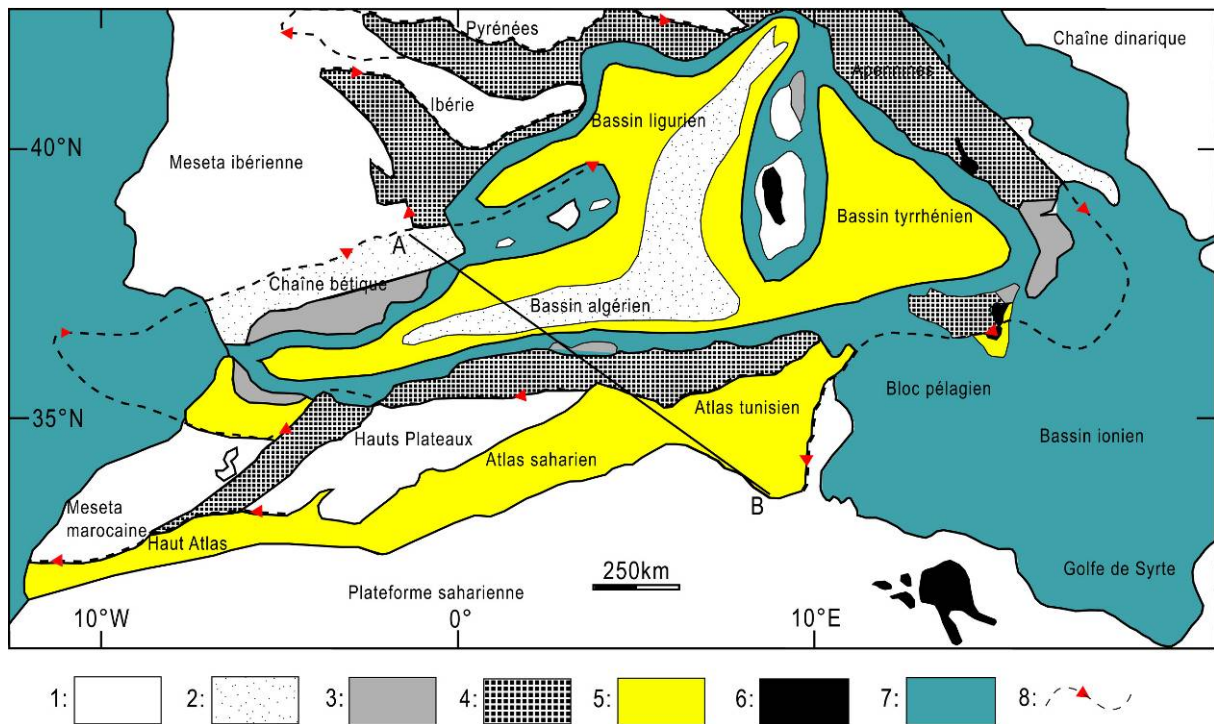 Pyrénées
Chaîne dinarique
Apennines
Ibérie
Bassin ligurien
40°N
Meseta ibérienne
Bassin tyrrhénien
A
Chaîne bétique
Bassin algérien
Bloc pélagien
35°N
Atlas tunisien
Hauts Plateaux
Bassin ionien
Atlas saharien
B
Meseta
marocaine
Haut Atlas
250km
Golfe de Syrte
Plateforme saharienne
10°W
0°
10°E
1: 2: 3: 4: 5: 6: 7: 8: